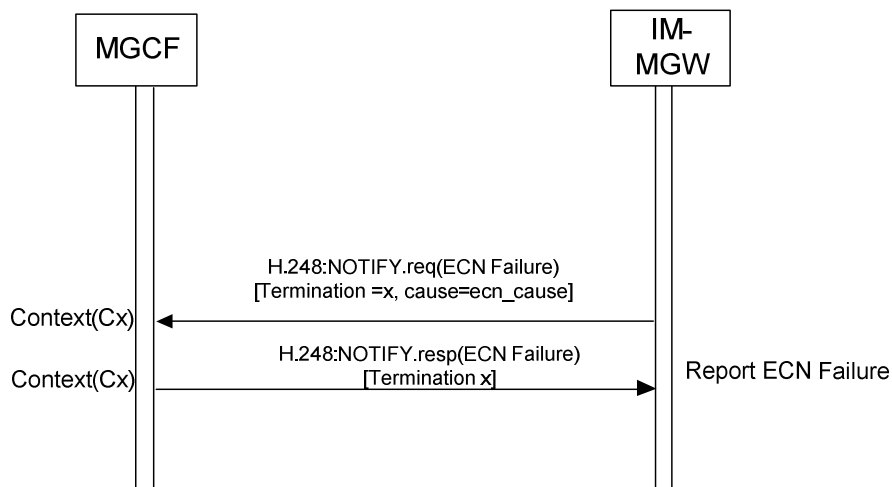 MGCF
IM-
MGW
H.248:NOTIFY.req(ECN Failure)
[Termination =x, cause=ecn_cause]
Context(Cx)
H.248:NOTIFY.resp(ECN Failure)
[Termination x]
Context(Cx)
Report ECN Failure